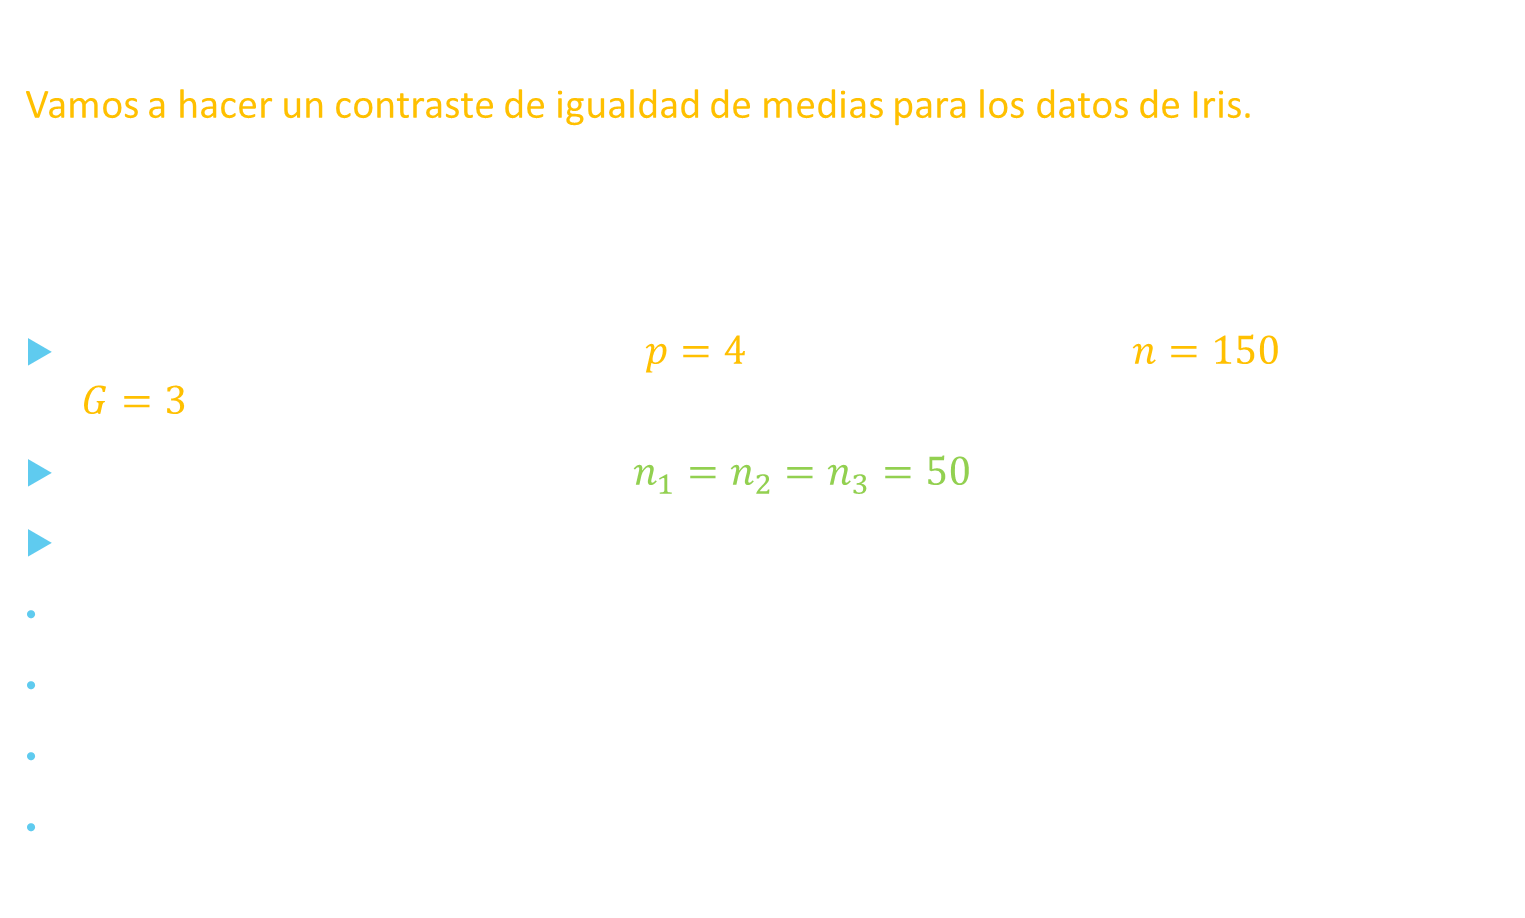 Vamos a hacer un contraste de igualdad de medias para los datos de Iris.
p = 4 n = 150
G = 3
n₁ = n₂ = n₃ = 50